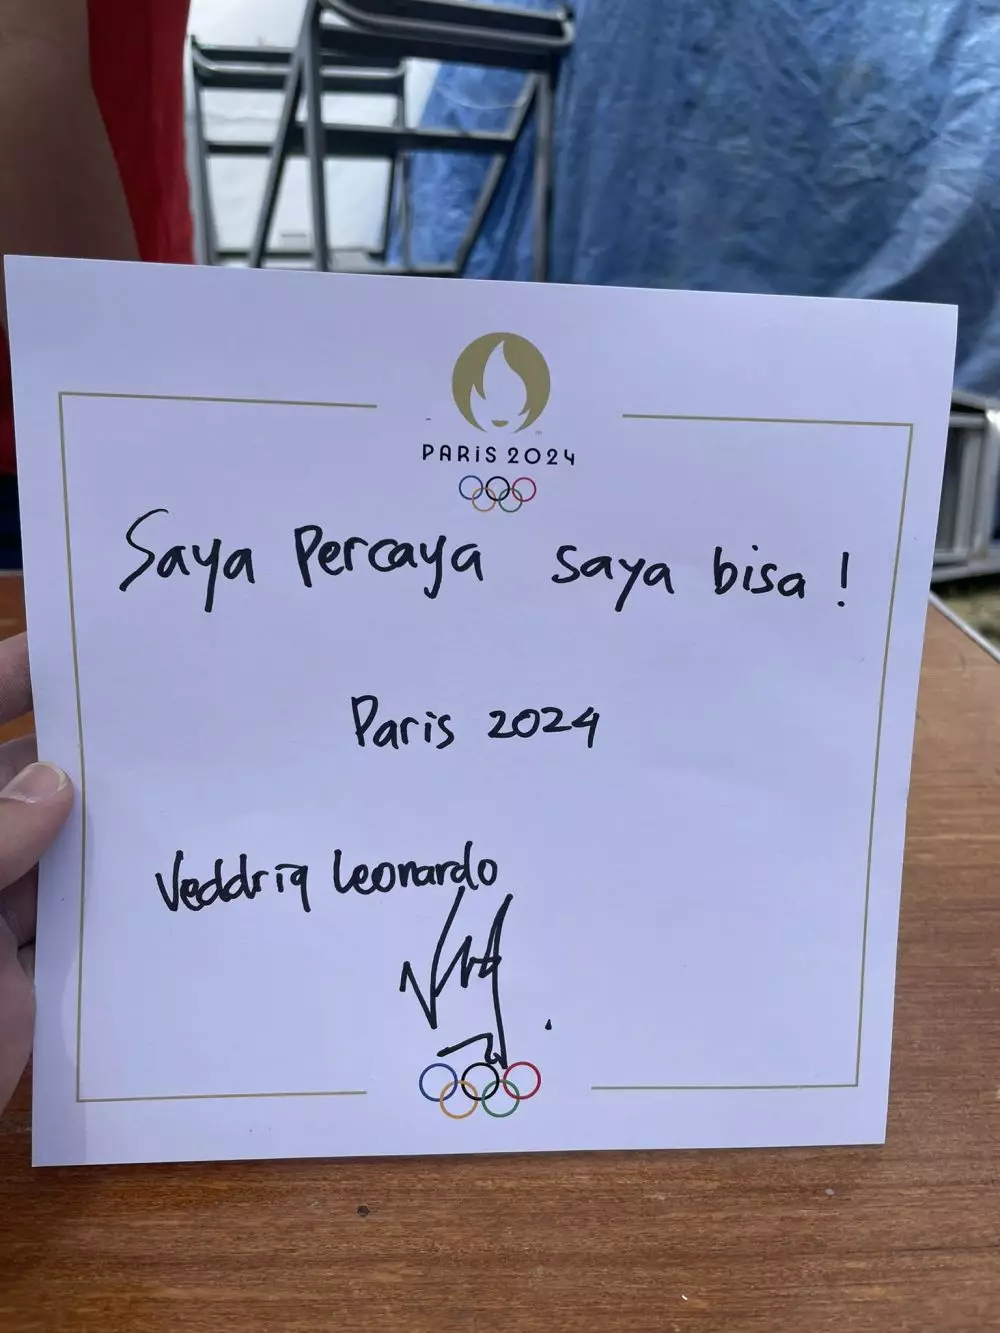 PARIS 2024
Saya Percaya saya bisa !
Paris 2024
Veddriq Leonardo